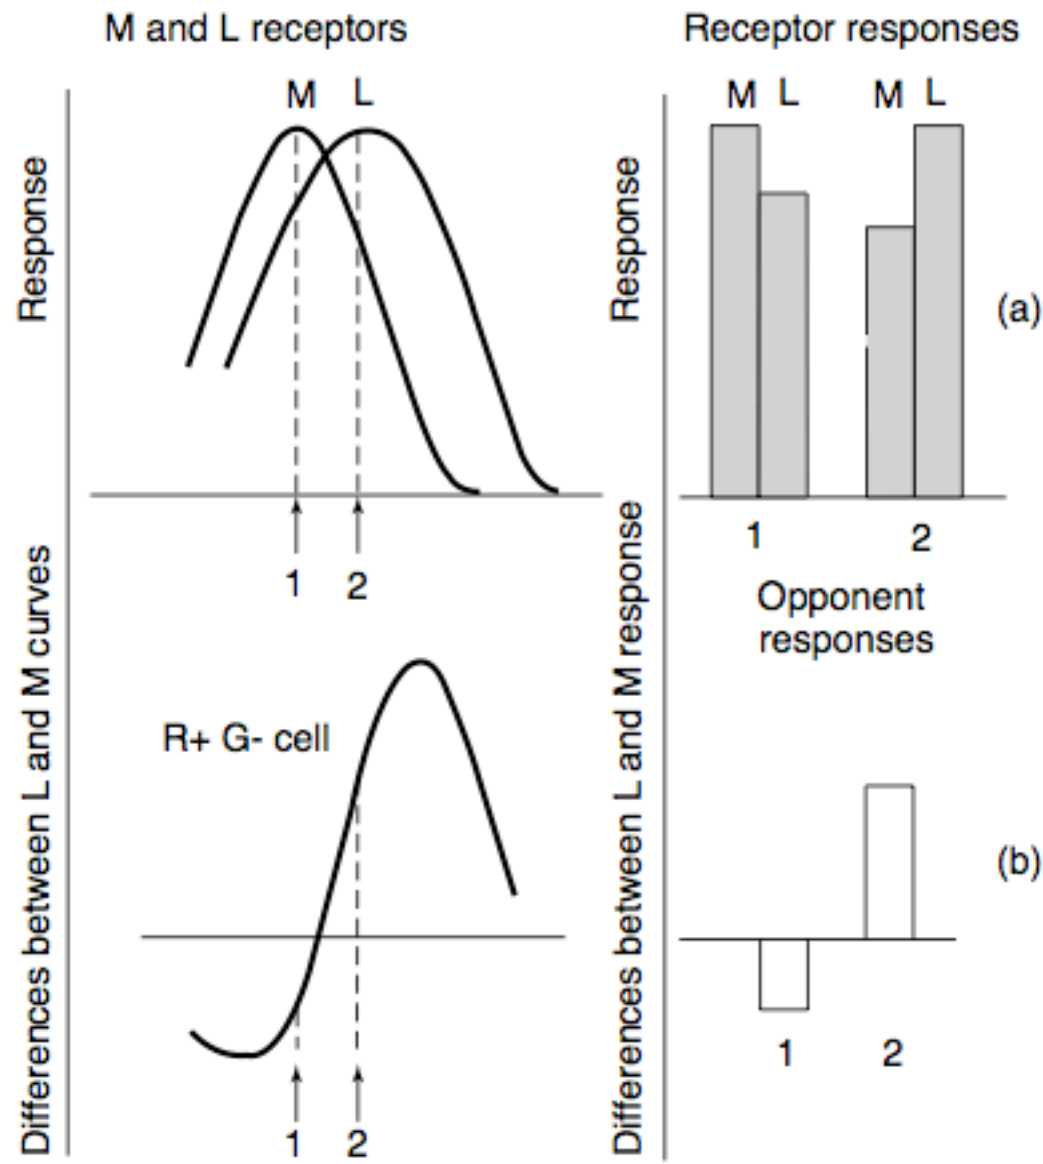 M and L receptors
Receptor responses
M L
M L
M L
Response
Response
(a)
1 2
1
2
Opponent
responses
Differences between L and M curves
Differences between L and M response
R+ G- cell
(b)
1 2
1 2